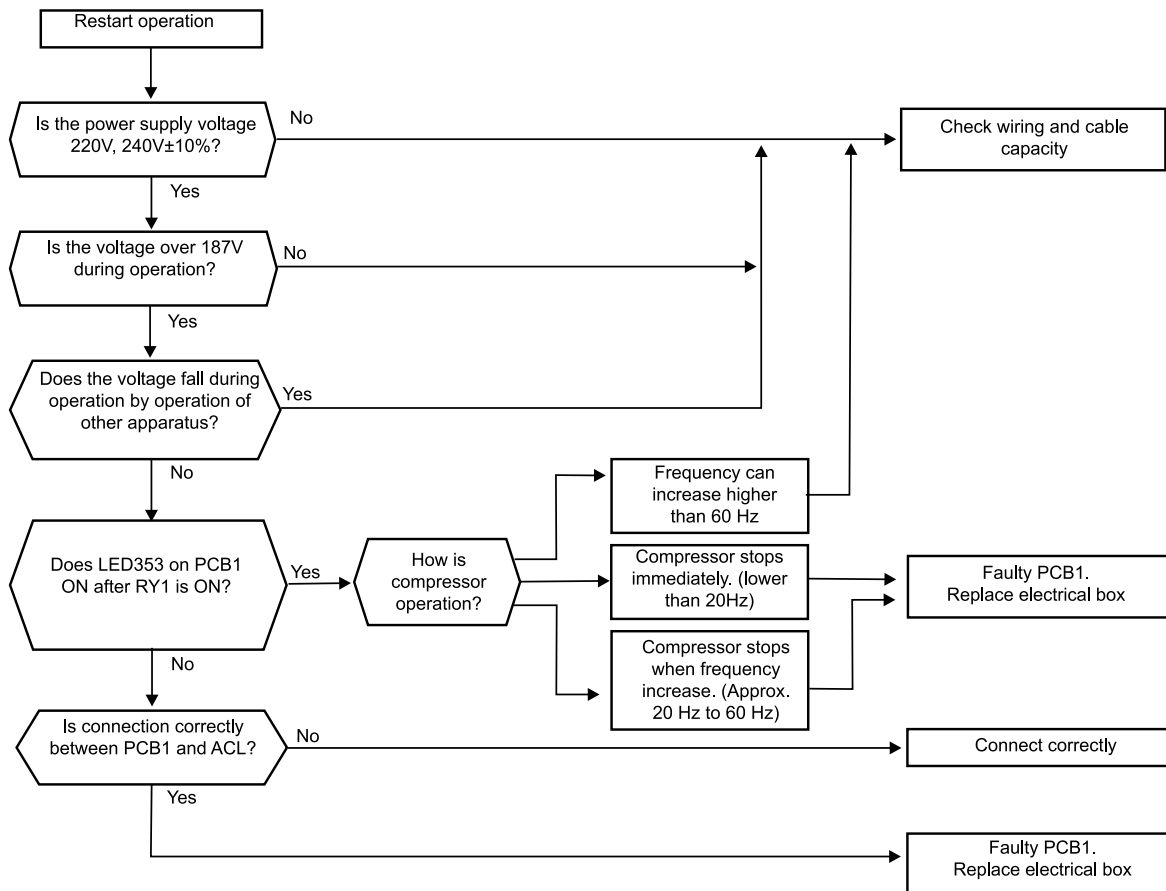 Restart operation
Is the power supply voltage
220V, 240V±10%?
No
Check wiring and cable
capacity
Yes
Is the voltage over 187V
during operation?
No
Yes
Does the voltage fall during
operation by operation of
other apparatus?
Yes
No
Frequency can
increase higher
than 60 Hz
Does LED353 on PCB1
ON after RY1 is ON?
Yes
How is
compressor
operation?
Compressor stops
immediately. (lower
than 20Hz)
Faulty PCB1.
Replace electrical box
Compressor stops
when frequency
increase. (Approx.
20 Hz to 60 Hz)
No
Is connection correctly
between PCB1 and ACL?
No
Connect correctly
Yes
Faulty PCB1.
Replace electrical box